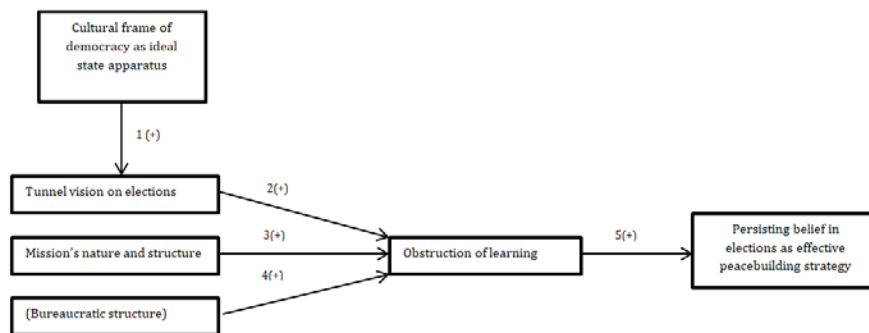 Cultural frame of
democracy as ideal
state apparatus
1 (+)
Tunnel vision on elections
2(+)
Mission's nature and structure
3(+)
Obstruction of learning
5(+)
Persisting belief in
elections as effective
peacebuilding strategy
4(+)
(Bureaucratic structure)